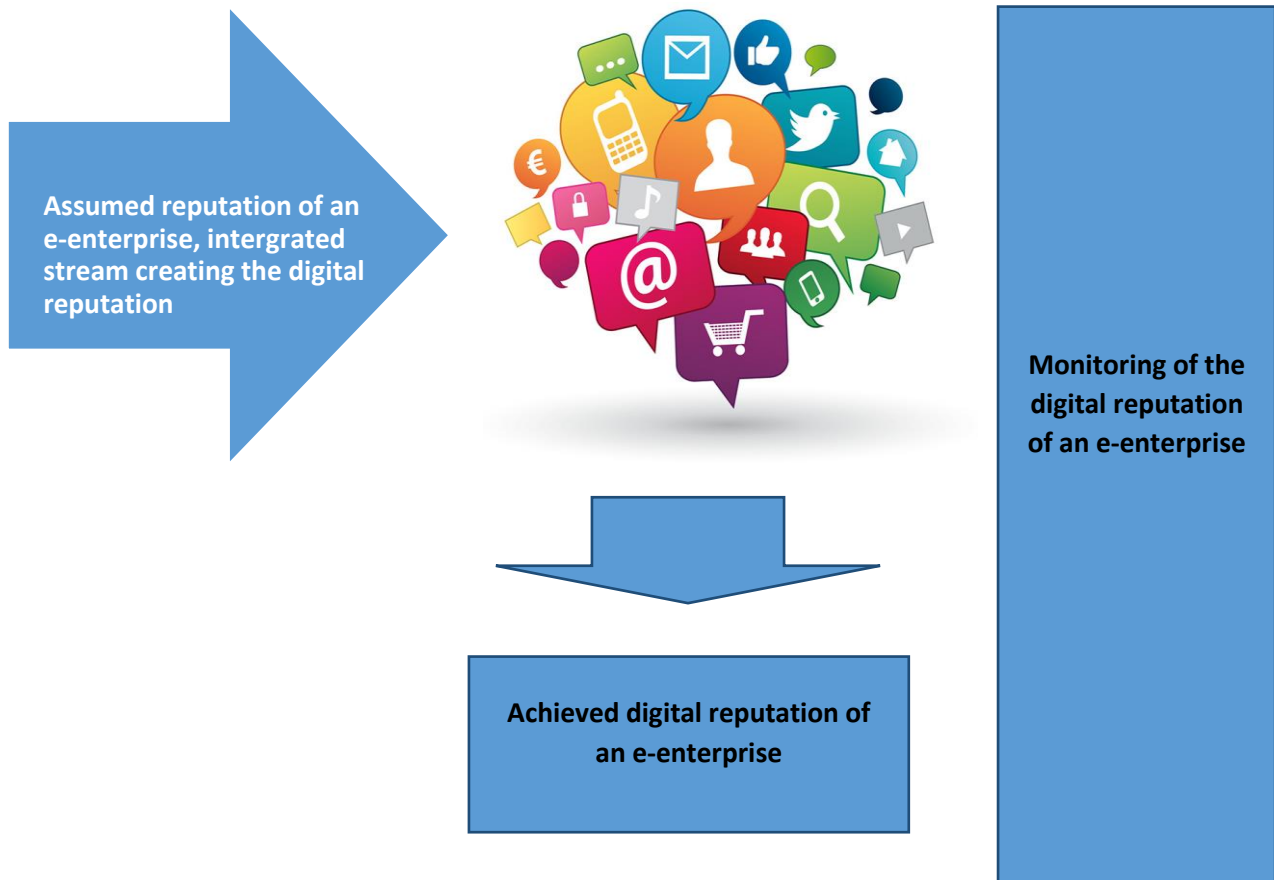 Assumed reputation of an
e-enterprise, intergrated
stream creating the digital
reputation
€
@
Monitoring of the
digital reputation
of an e-enterprise
Achieved digital reputation of
an e-enterprise